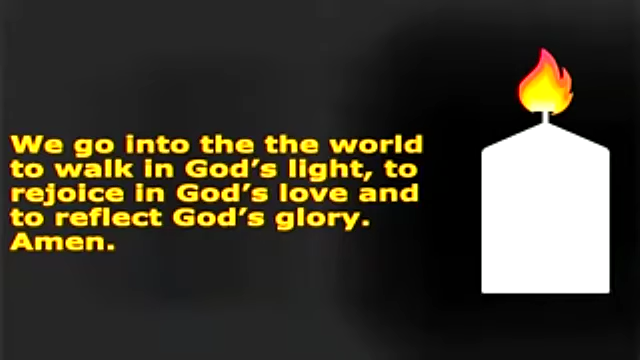 We go into the the world
to walk in God's light, to
rejoice in God's love and
to reflect God's glory.
Amen.